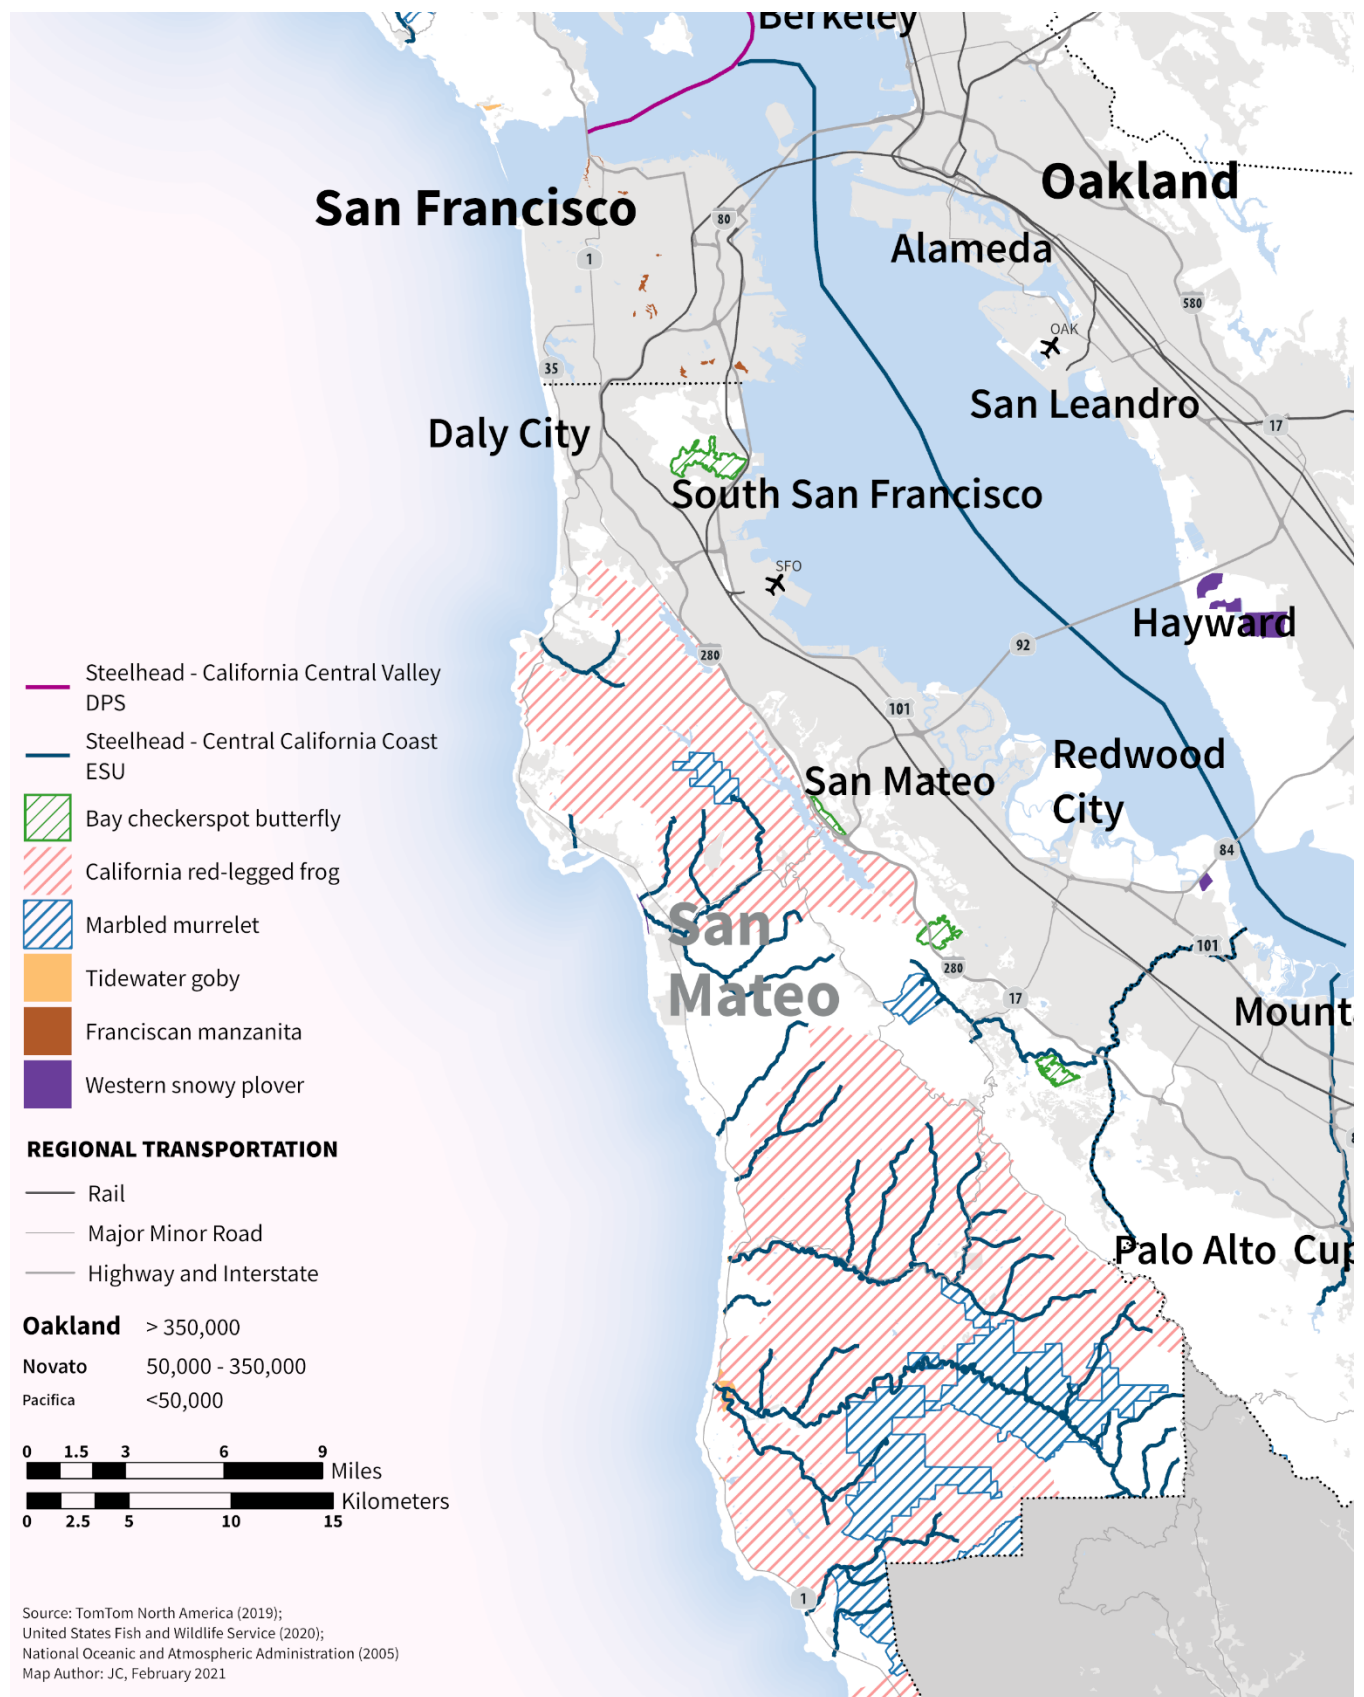 Berkeley
Oakland
San Francisco
80
Alameda
1
580
OAK
35
San Leandro
17
Daly City
South San Francisco
SFO
Hayward
92
280
Steelhead - California Central Valley
DPS
101
Steelhead - Central California Coast
ESU
Redwood
City
San Mateo
Bay checkerspot butterfly
84
California red-legged frog
San
Mateo
Marbled murrelet
101
280
Tidewater goby
17
Mount
Franciscan manzanita
Western snowy plover
REGIONAL TRANSPORTATION
Rail
Major Minor Road
Palo Alto
Cup
Highway and Interstate
Oakland > 350,000
Novato 50,000 - 350,000
Pacifica <50,000
0 1.5 3 6 9
Miles
Kilometers
0 2.5 5 10 15
1
Source: TomTom North America (2019);
United States Fish and Wildlife Service (2020);
National Oceanic and Atmospheric Administration (2005)
Map Author: JC, February 2021